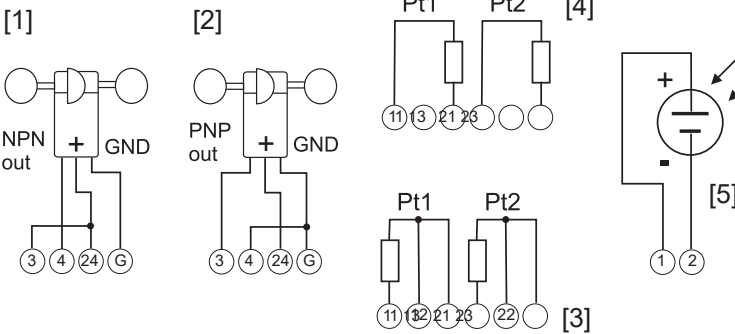 [1]
NPN
out
+
GND
3 4 24 G
[2]
PNP
out
+
GND
3 4 24 G
Pt1 Pt2 [4]
11 13 21 23
Pt1 Pt2
11 13 21 23 22
[3]
+
-
[5]
1 2